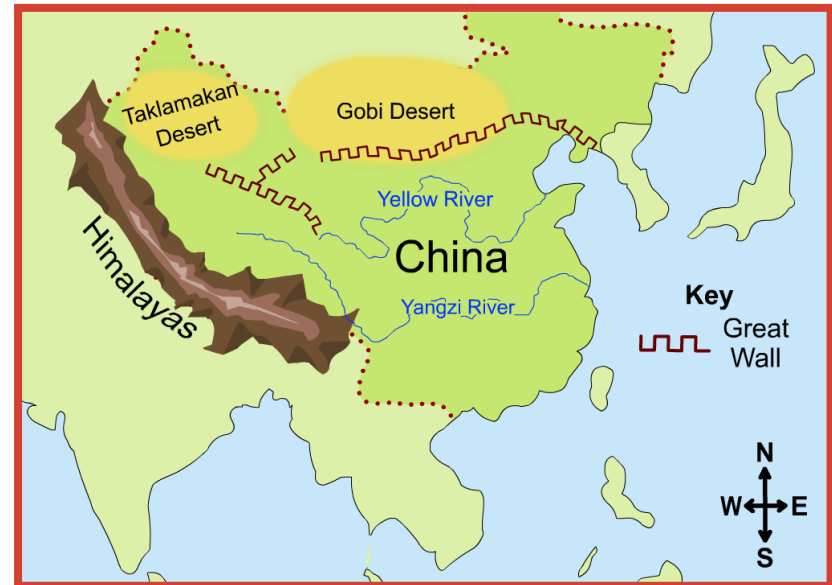 Taklamakan
Desert
Gobi Desert
Yellow River
Himalayas
China
Yangzi River
Key
Great
Wall
N
W
E
S